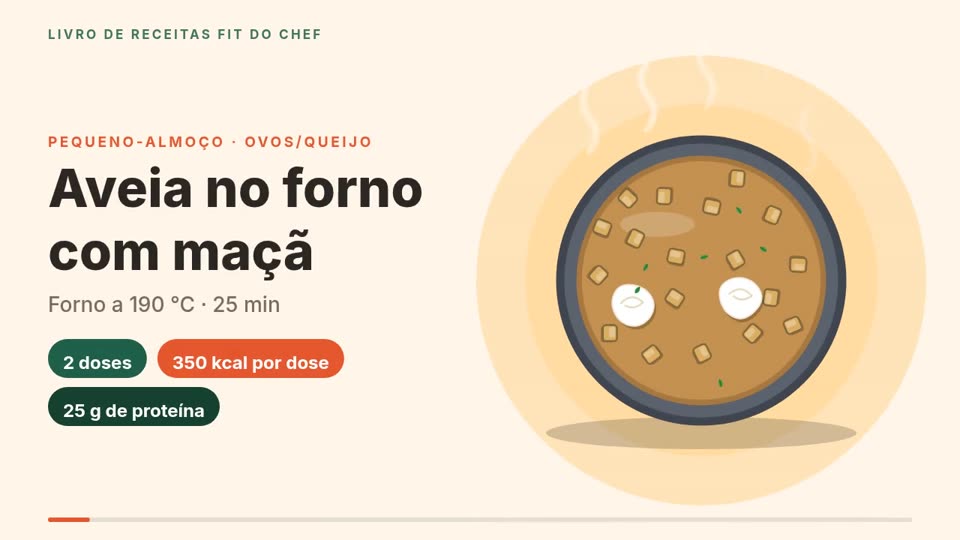 LIVRO DE RECEITAS FIT DO CHEF
PEQUENO-ALMOÇO · OVOS/QUEIJO
Aveia no forno
com maçã
Forno a 190 °C · 25 min
2 doses
350 kcal por dose
25 g de proteína